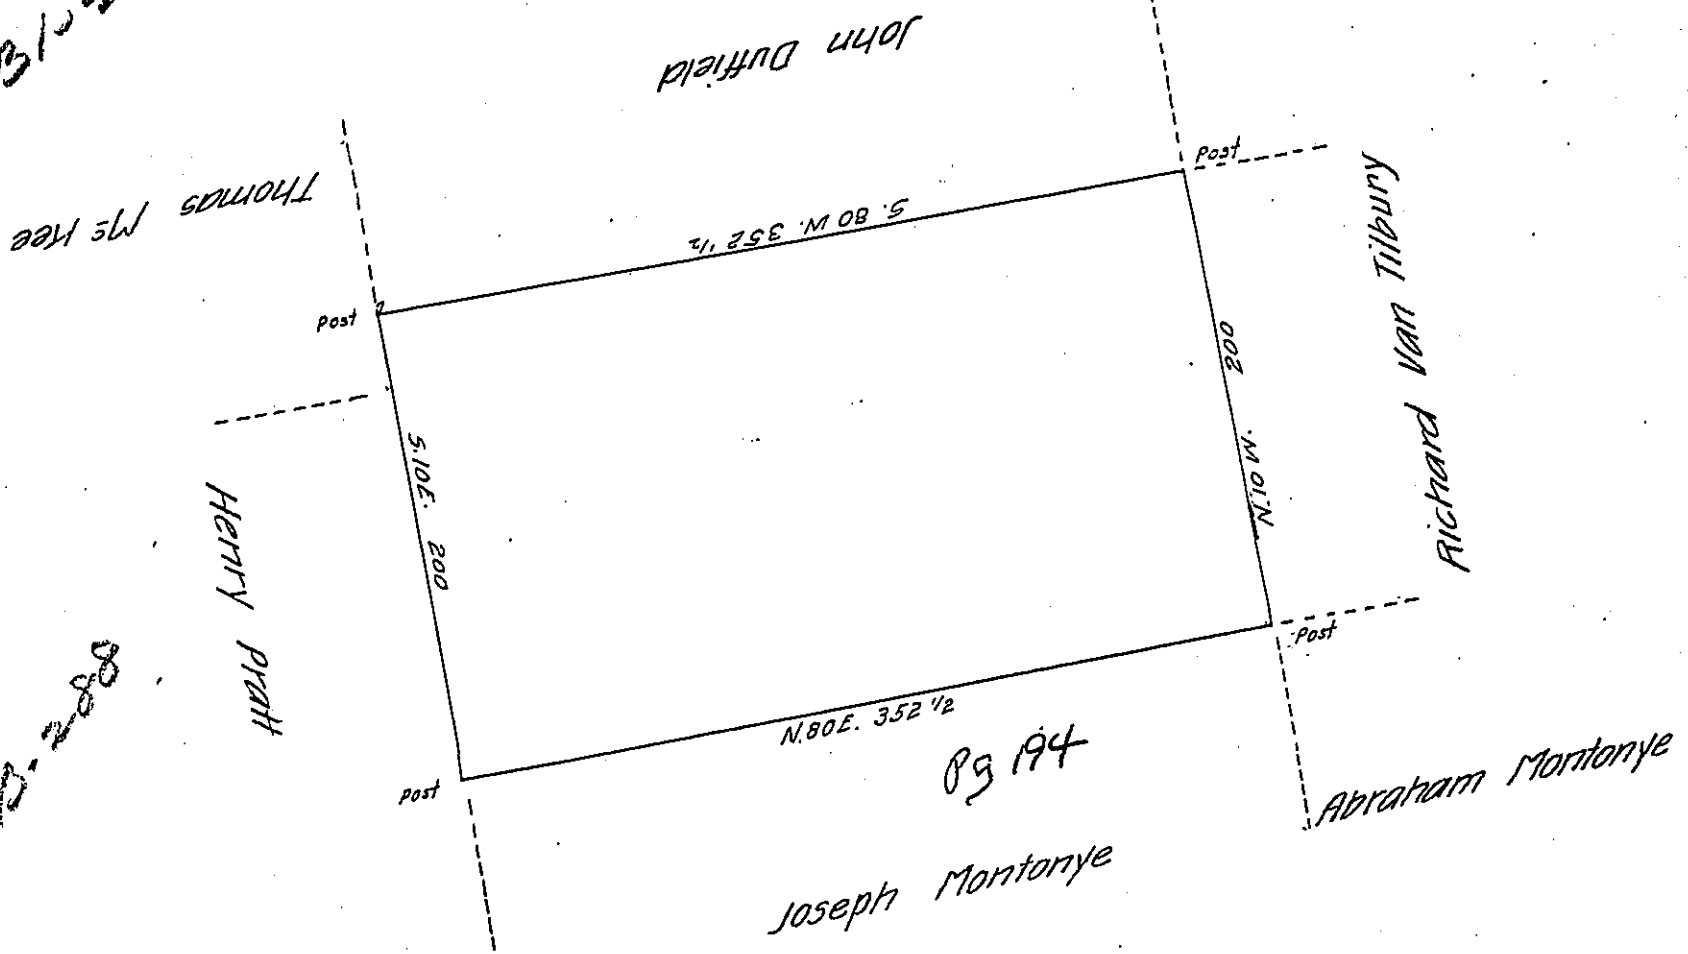 John Duffield
Thomas Mc Kee
Post
S. 80 W. 352 1/2
Post
Richard Van Tilbury
N. 10 W. 200
S. 10 E. 200
Henry Pratt
Post
N. 80 E. 352 1/2
Post
Pg 194
Abraham Montonye
Joseph Montonye